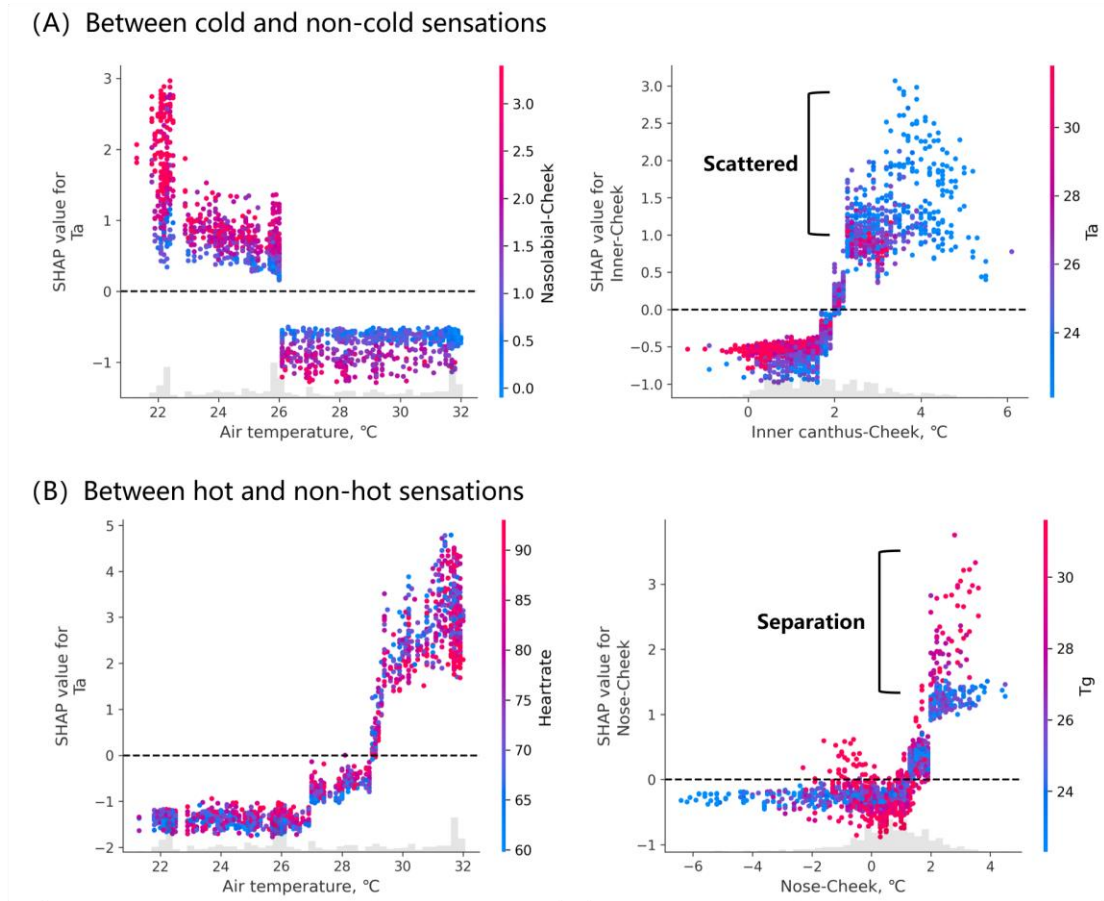 (A) Between cold and non-cold sensations
3
2
1
0
−1
SHAP value for
Ta
22 24 26 28 30 32
Air temperature, ℃
3.0
2.5
2.0
1.5
1.0
0.5
0.0
Nasolabial-Cheek
3.0
2.5
2.0
1.5
1.0
0.5
0.0
−0.5
−1.0
SHAP value for
Inner-Cheek
Scattered
0 2 4 6
Inner canthus-Cheek, ℃
30
28
26
24
Ta
(B) Between hot and non-hot sensations
5
4
3
2
1
0
−1
−2
SHAP value for
Ta
22 24 26 28 30 32
Air temperature, ℃
90
85
80
75
70
65
60
Heartrate
3
2
1
0
−1
SHAP value for
Nose-Cheek
Separation
−6 −4 −2 0 2 4
Nose-Cheek, ℃
30
28
26
24
Tg